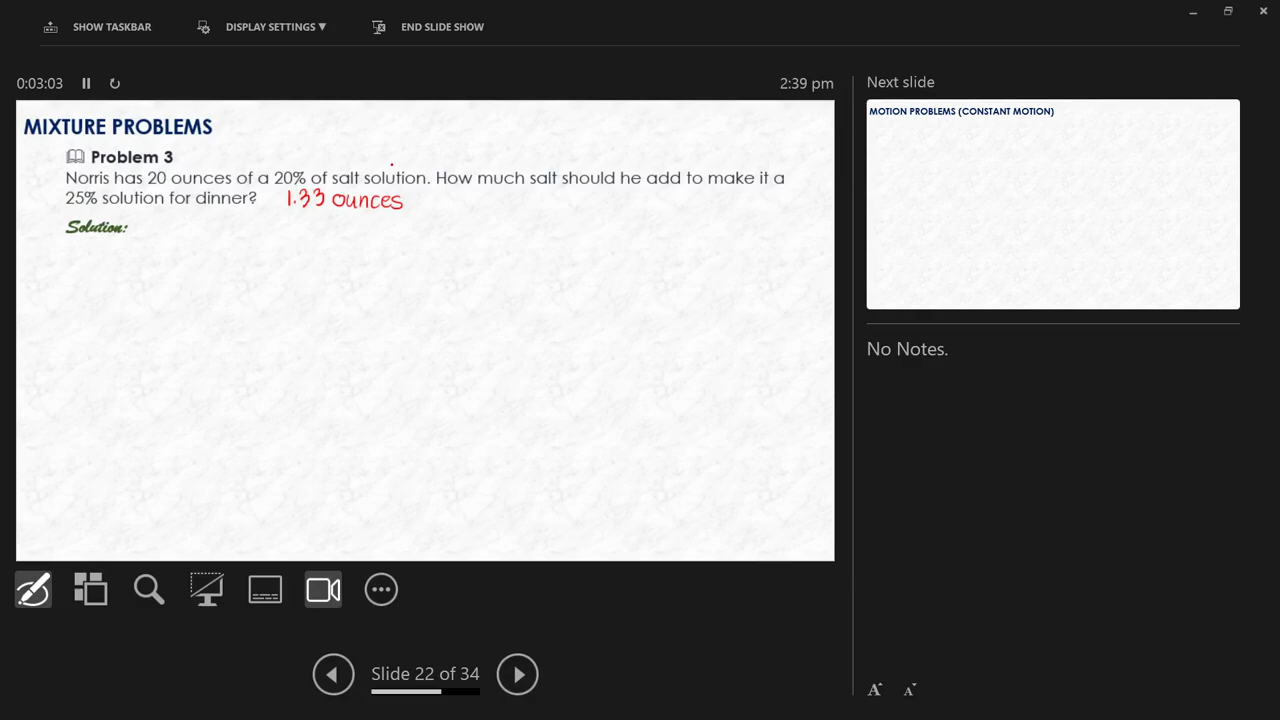 SHOW TASKBAR
DISPLAY SETTINGS ▼
END SLIDE SHOW
0:03:03
2:39 pm
MIXTURE PROBLEMS
Problem 3
Norris has 20 ounces of a 20% of salt solution. How much salt should he add to make it a
25% solution for dinner? 1.33 ounces
Solution:
Next slide
MOTION PROBLEMS (CONSTANT MOTION)
No Notes.
Slide 22 of 34
A A